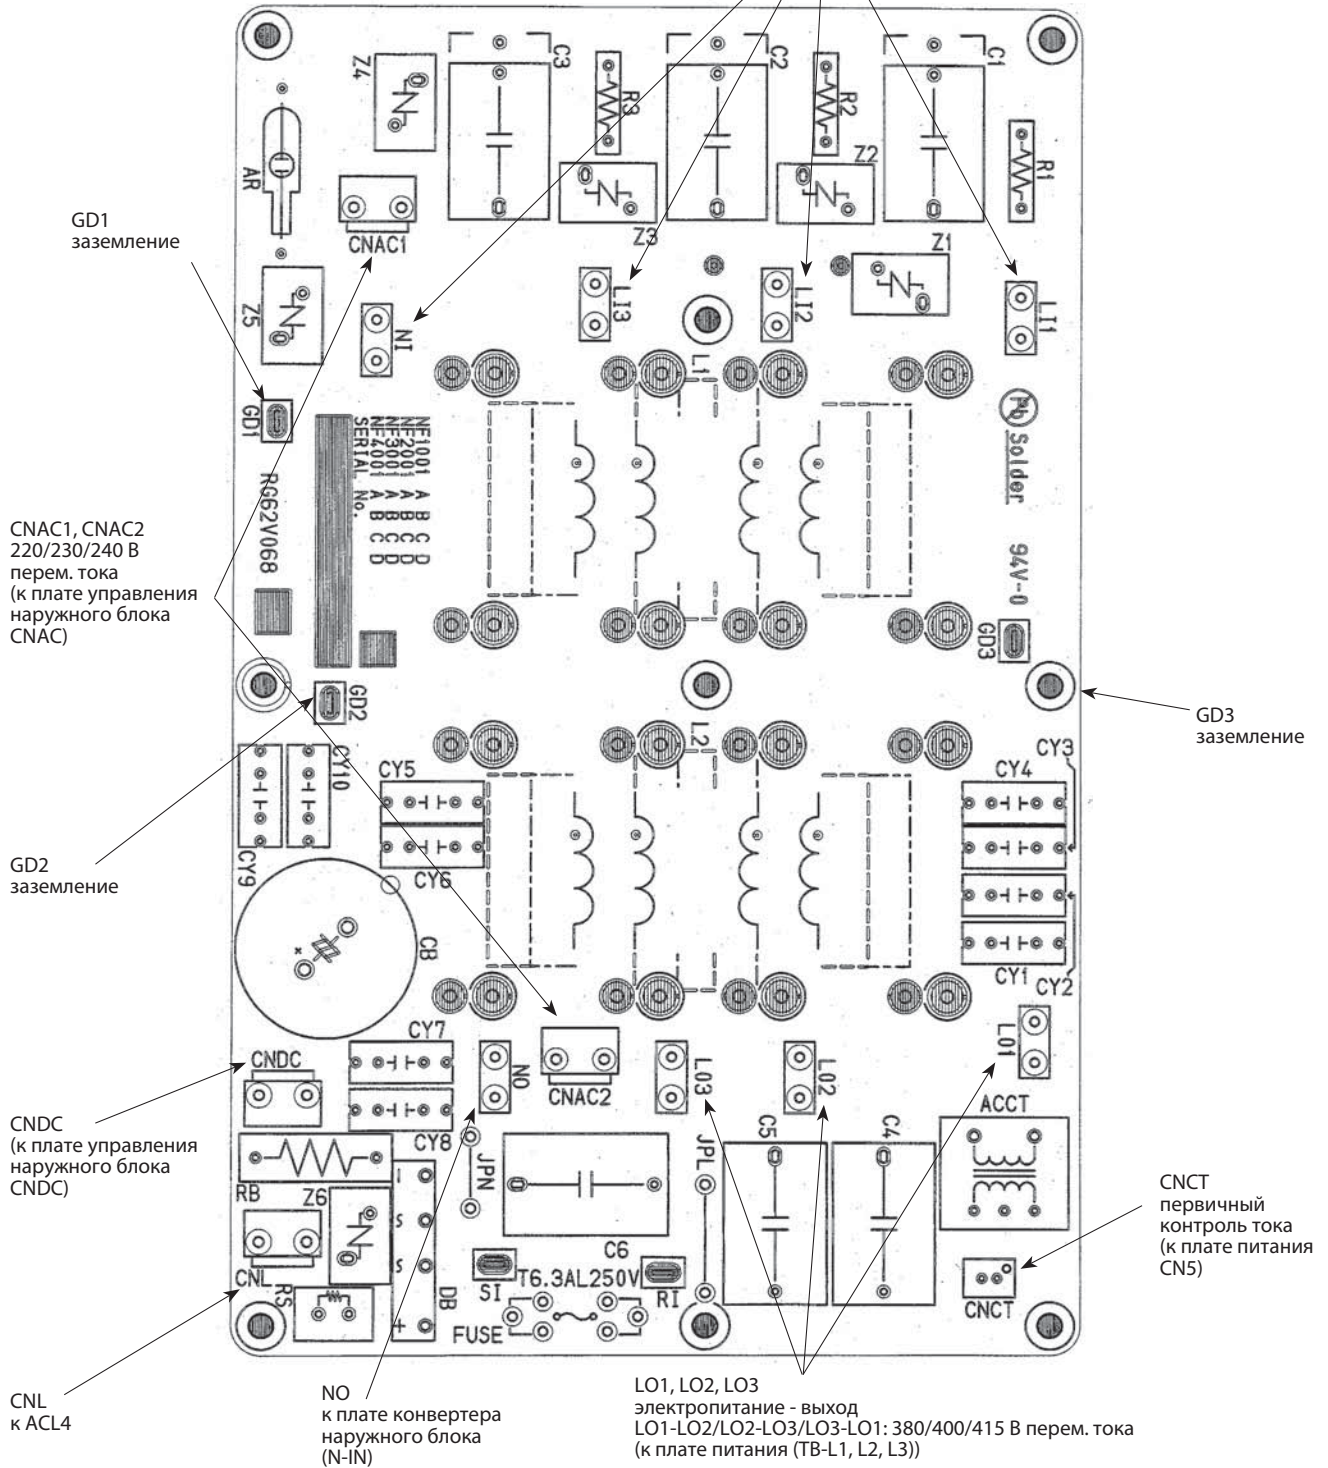 C3
C2
C1
Z4
R3
R2
Z2
R1
AR
CNAC1
Z3
Z1
GD1
заземление
Z5
NI
LI3
LI2
LI1
L1
GD1
NF1001 A B C D
NF2001 A B C D
NF3001 A B C D
NF4001 A B C D
SERIAL No.
RG62V068
Pb Solder
94V-0
CNAC1, CNAC2
220/230/240 В
перем. тока
(к плате управления
наружного блока
CNAC)
GD3
GD2
GD3
заземление
L2
CY10
CY5
CY4
CY3
CY9
CY6
GD2
заземление
CB
CY1
CY2
CY7
LO1
CNDC
NO
CNAC2
LO3
LO2
ACCT
CNDC
(к плате управления
наружного блока
CNDC)
CY8
JPN
JPL
C5
C4
RB
Z6
CNCT
первичный
контроль тока
(к плате питания
CN5)
C6
CNL
SI
T6.3AL250V
RI
RS
DB
CNCT
FUSE
I
S
S
+
CNL
к ACL4
NO
к плате конвертера
наружного блока
(N-IN)
LO1, LO2, LO3
электропитание - выход
LO1-LO2/LO2-LO3/LO3-LO1: 380/400/415 В перем. тока
(к плате питания (TB-L1, L2, L3))